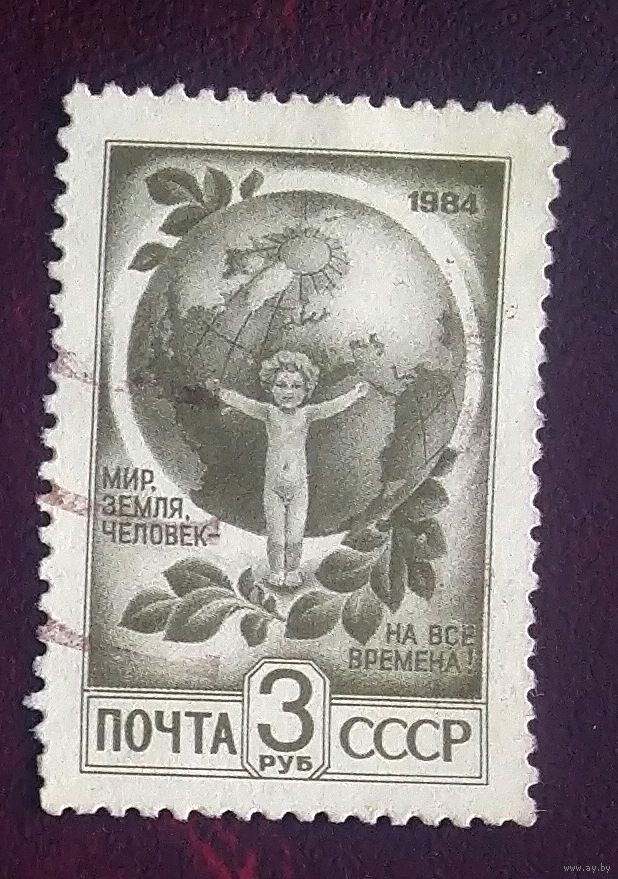 1984
МИР,
ЗЕМЛЯ,
ЧЕЛОВЕК-
НА ВСЕ
ВРЕМЕНА!
ПОЧТА 3 СССР
РУБ
www.ay.by